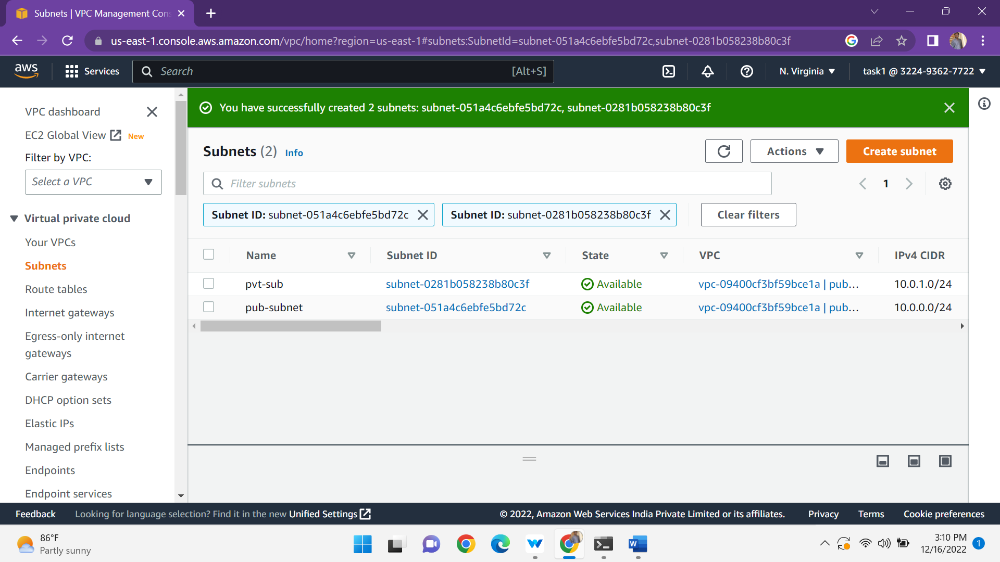 Subnets | VPC Management Con
us-east-1.console.aws.amazon.com/vpc/home?region=us-east-1#subnets:SubnetId=subnet-051a4c6ebfe5bd72c,subnet-0281b058238b80c3f
aws Services Search [Alt+S] N. Virginia task1 @ 3224-9362-7722
VPC dashboard
EC2 Global View New
Filter by VPC:
Select a VPC
Virtual private cloud
Your VPCs
Subnets
Route tables
Internet gateways
Egress-only internet
gateways
Carrier gateways
DHCP option sets
Elastic IPs
Managed prefix lists
Endpoints
Endpoint services
You have successfully created 2 subnets: subnet-051a4c6ebfe5bd72c, subnet-0281b058238b80c3f
Subnets (2) Info Actions Create subnet
Filter subnets 1
Subnet ID: subnet-051a4c6ebfe5bd72c Subnet ID: subnet-0281b058238b80c3f Clear filters
Name Subnet ID State VPC IPv4 CIDR
pvt-sub subnet-0281b058238b80c3f Available vpc-09400cf3bf59bce1a | pub... 10.0.1.0/24
pub-subnet subnet-051a4c6ebfe5bd72c Available vpc-09400cf3bf59bce1a | pub... 10.0.0.0/24
Feedback Looking for language selection? Find it in the new Unified Settings © 2022, Amazon Web Services India Private Limited or its affiliates. Privacy Terms Cookie preferences
86°F
Partly sunny
W
3:10 PM
12/16/2022
1